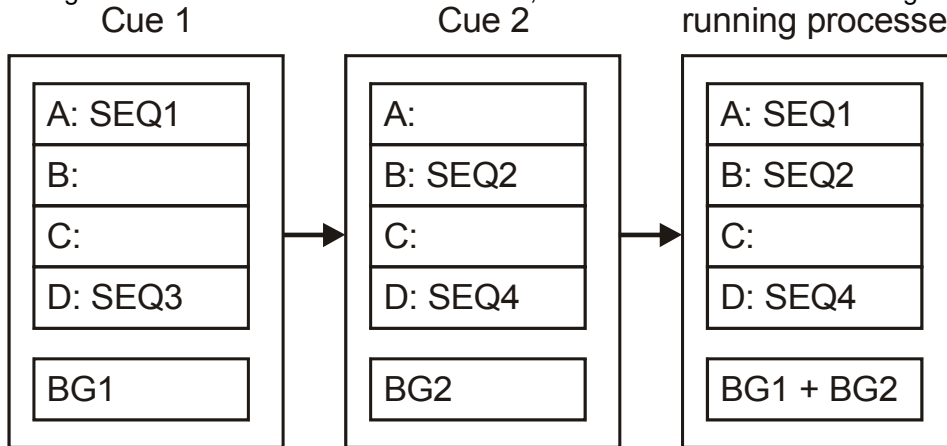 Cue 1
A: SEQ1
B:
C:
D: SEQ3
BG1
Cue 2
A:
B: SEQ2
C:
D: SEQ4
BG2
running processe
A: SEQ1
B: SEQ2
C:
D: SEQ4
BG1 + BG2